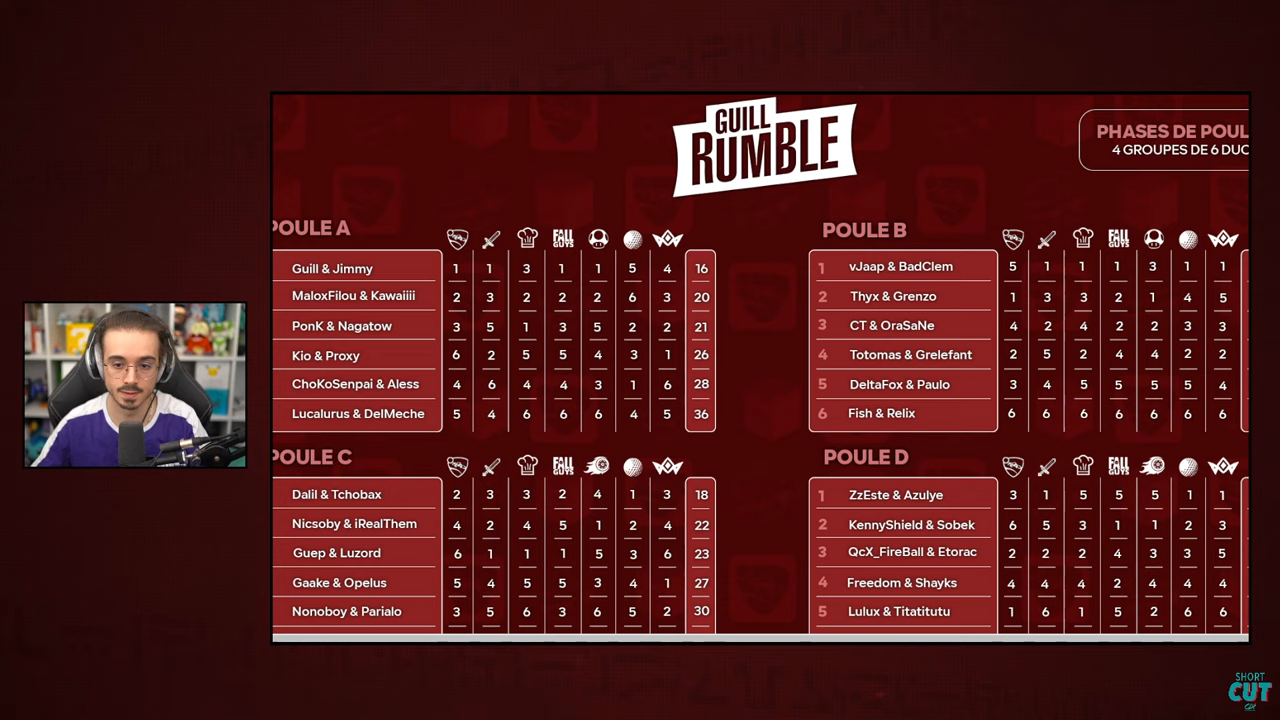 GUILL
RUMBLE
PHASES DE POUL
4 GROUPES DE 6 DUO
POULE A
FALL GUYS
Guill & Jimmy 1 1 3 1 1 5 4 16
MaloxFilou & Kawaiiii 2 3 2 2 2 6 3 20
PonK & Nagatow 3 5 1 3 5 2 2 21
Kio & Proxy 6 2 5 5 4 3 1 26
ChoKoSenpai & Aless 4 6 4 4 3 1 6 28
Lucalurus & DelMeche 5 4 6 6 6 4 5 36
POULE B
FALL GUYS
1 vJaap & BadClem 5 1 1 1 3 1 1
2 Thyx & Grenzo 1 3 3 2 1 4 5
3 CT & OraSaNe 4 2 4 2 2 3 3
4 Totomas & Grelefant 2 5 2 4 4 2 2
5 DeltaFox & Paulo 3 4 5 5 5 5 4
6 Fish & Relix 6 6 6 6 6 6 6
POULE C
FALL GUYS
Dalil & Tchobax 2 3 3 2 4 1 3 18
Nicsoby & iRealThem 4 2 4 5 1 2 4 22
Guep & Luzord 6 1 1 1 5 3 6 23
Gaake & Opelus 5 4 5 5 3 4 1 27
Nonoboy & Parialo 3 5 6 3 6 5 2 30
POULE D
FALL GUYS
1 ZzEste & Azulye 3 1 5 5 5 1 1
2 KennyShield & Sobek 6 5 3 1 1 2 3
3 QcX_FireBall & Etorac 2 2 2 4 3 3 5
4 Freedom & Shayks 4 4 4 2 4 4 4
5 Lulux & Titatitutu 1 6 1 5 2 6 6
SHORT
CUT